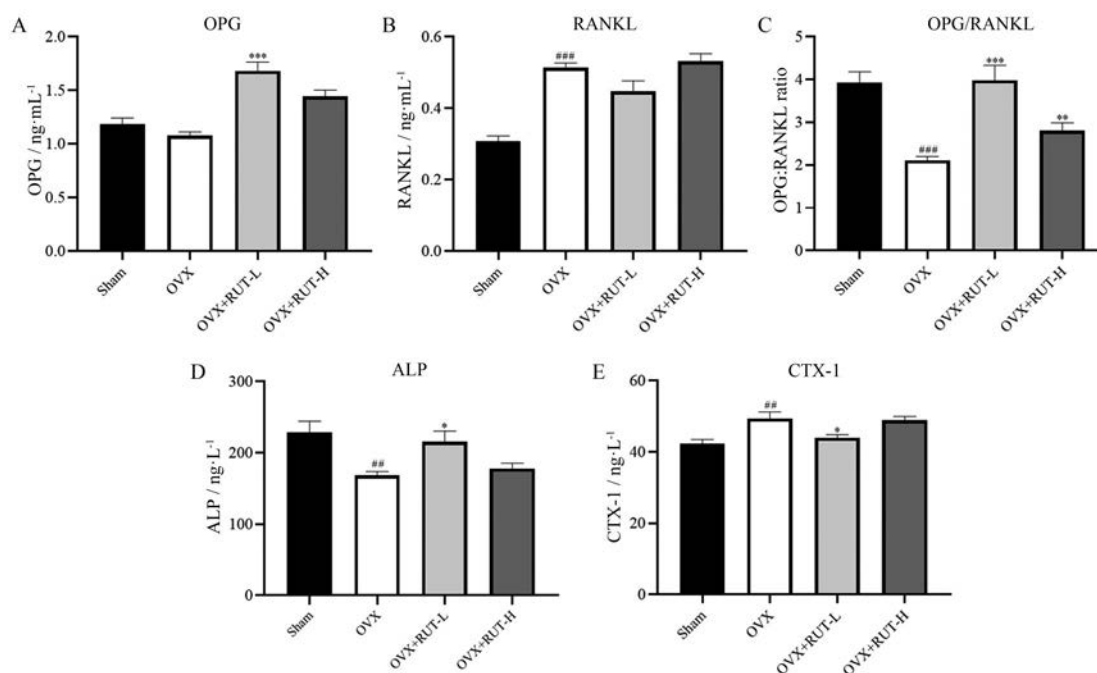 A
OPG
OPG / ng·mL⁻¹
2.0
1.5
1.0
0.5
0.0
***
Sham
OVX
OVX+RUT-L
OVX+RUT-H
B
RANKL
RANKL / ng·mL⁻¹
0.6
0.4
0.2
0.0
###
Sham
OVX
OVX+RUT-L
OVX+RUT-H
C
OPG/RANKL
OPG:RANKL ratio
5
4
3
2
1
0
###
***
**
Sham
OVX
OVX+RUT-L
OVX+RUT-H
D
ALP
ALP / ng·L⁻¹
300
200
100
0
##
*
Sham
OVX
OVX+RUT-L
OVX+RUT-H
E
CTX-1
CTX-1 / ng·L⁻¹
60
40
20
0
##
*
Sham
OVX
OVX+RUT-L
OVX+RUT-H